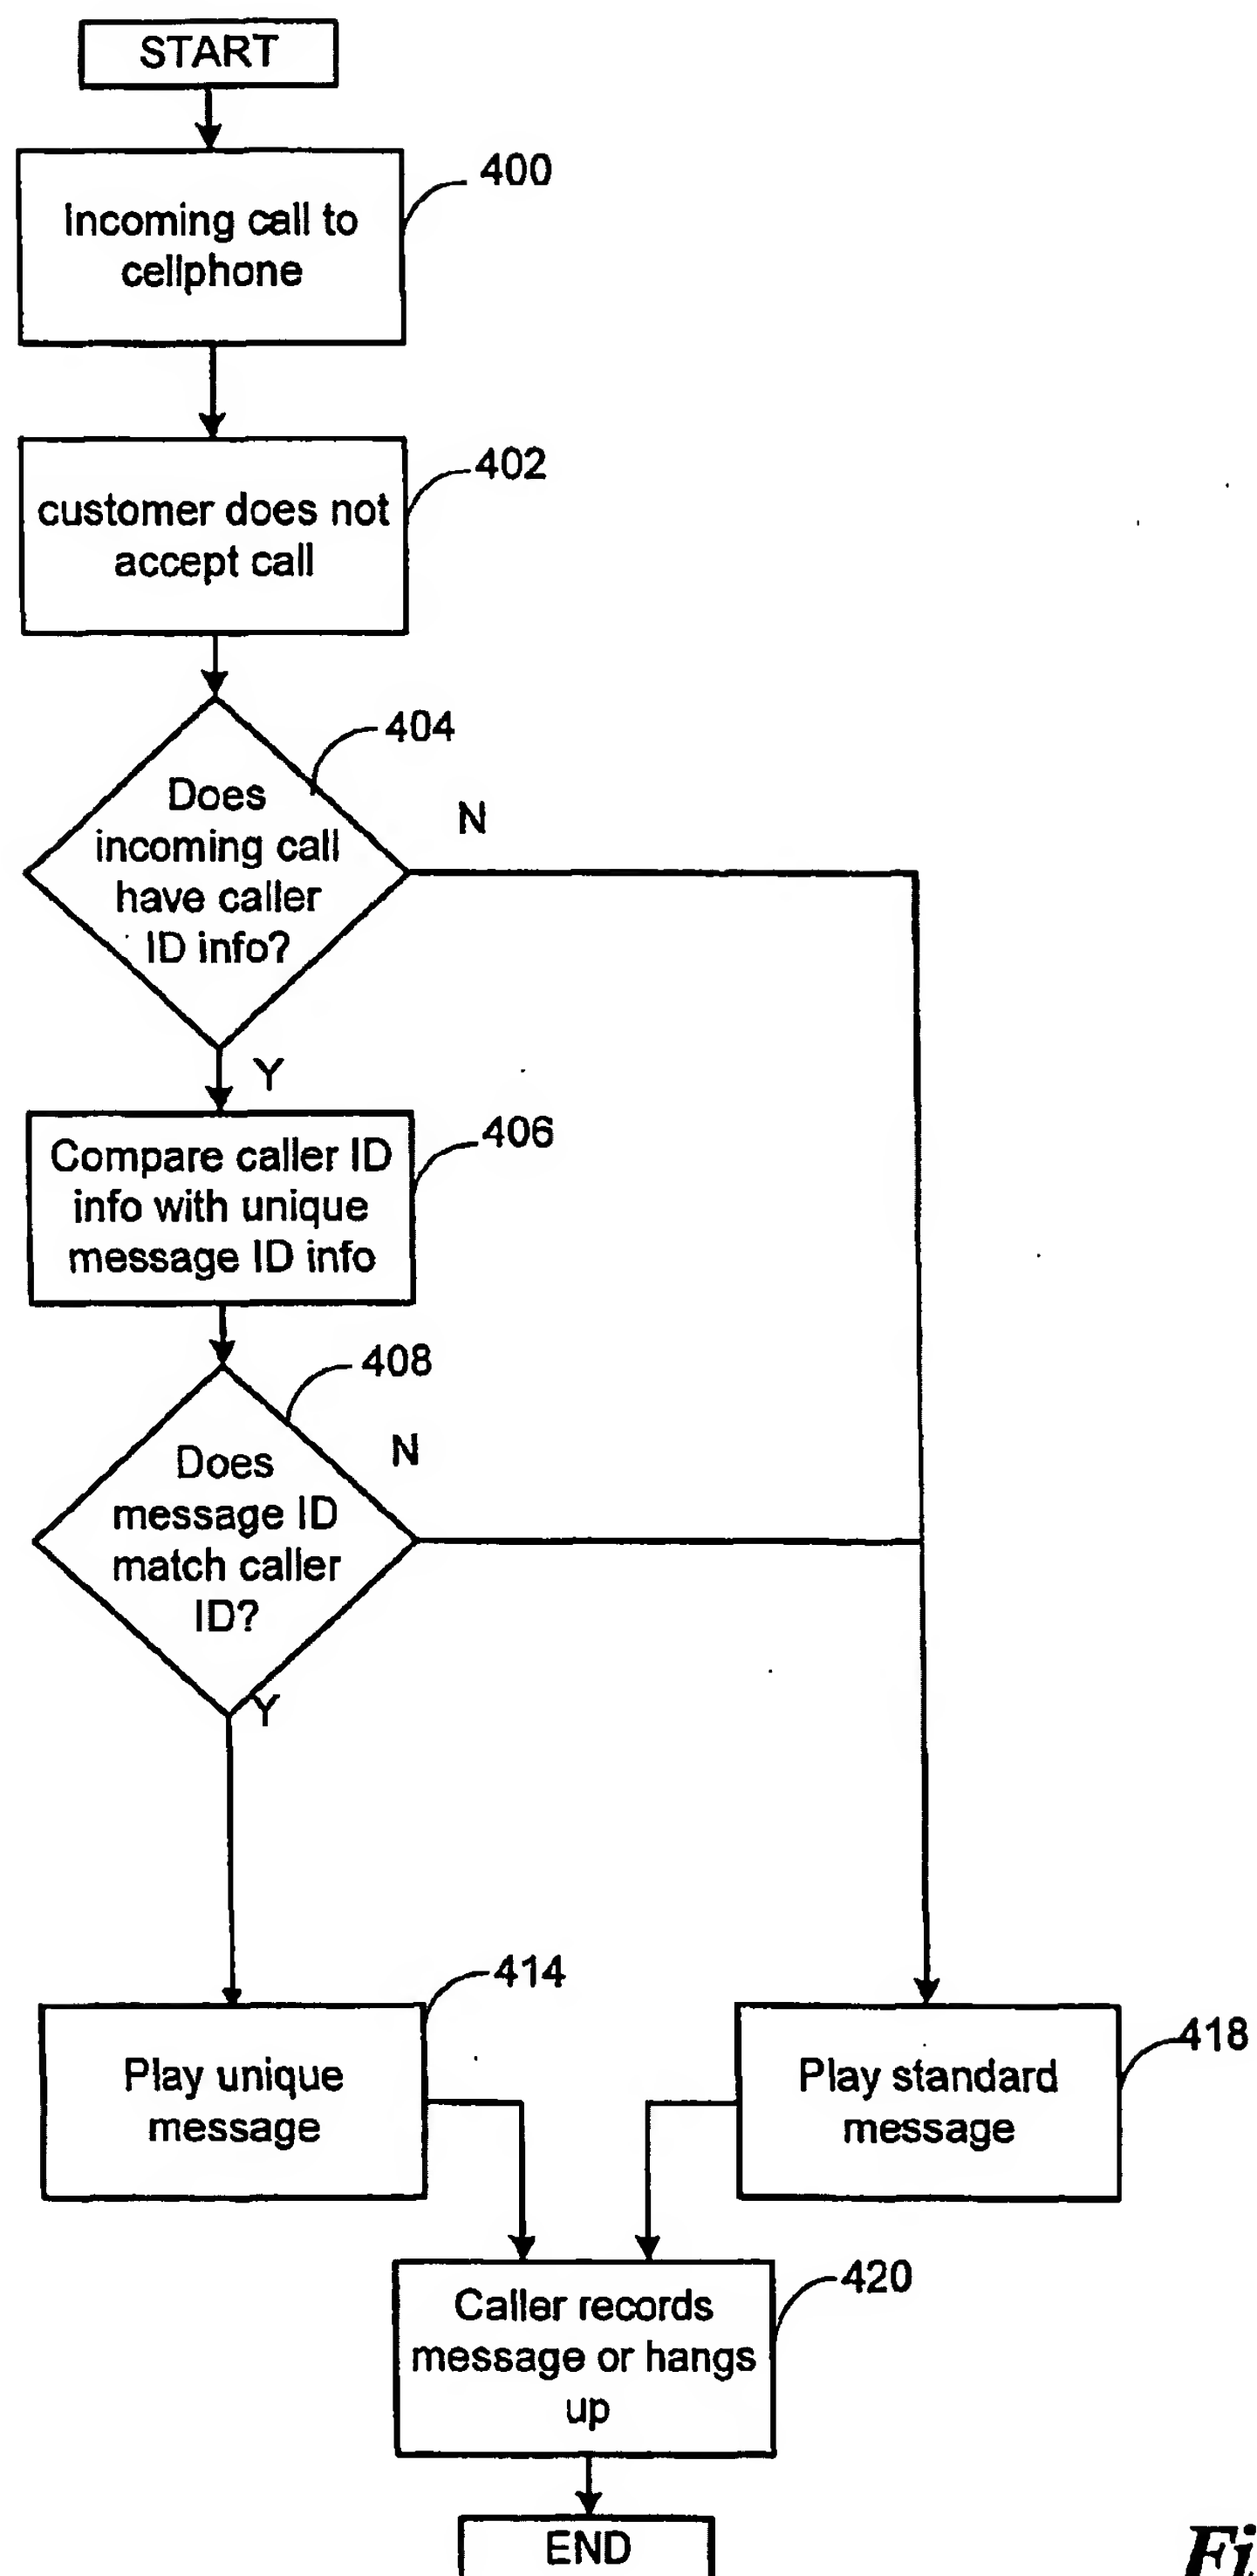 START
400
Incoming call to
cellphone
402
customer does not
accept call
404
Does
incoming call
have caller
ID info?
N
Y
406
Compare caller ID
info with unique
message ID info
408
Does
message ID
match caller
ID?
N
Y
414
Play unique
message
418
Play standard
message
420
Caller records
message or hangs
up
END
Fi